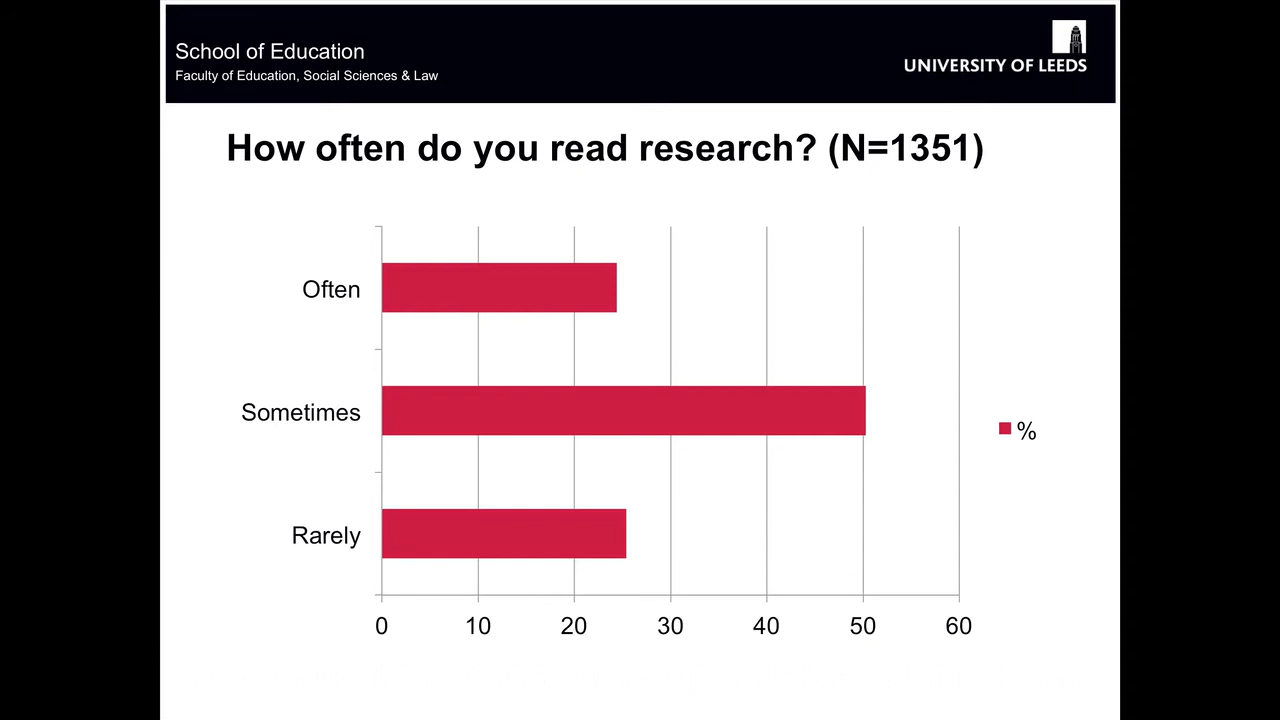 School of Education
Faculty of Education, Social Sciences & Law
UNIVERSITY OF LEEDS
How often do you read research? (N=1351)
Often
Sometimes
Rarely
%
0 10 20 30 40 50 60